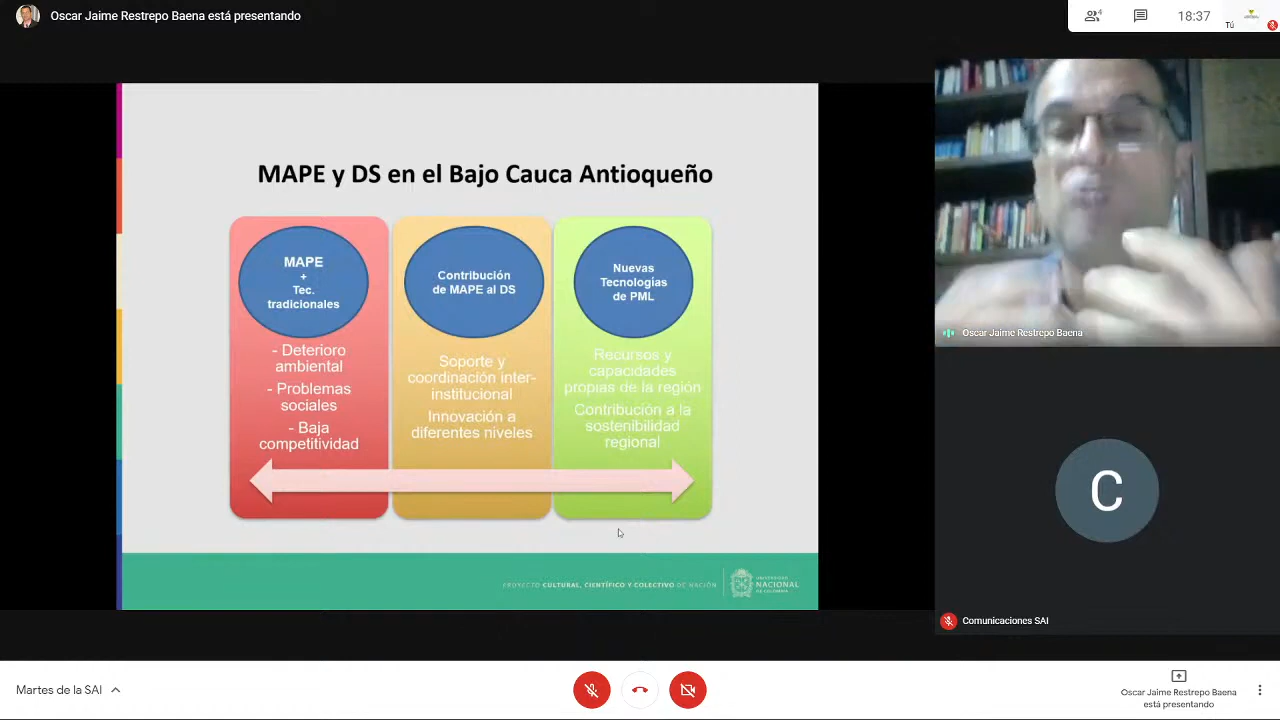 Oscar Jaime Restrepo Baena está presentando
4
18:37
Tú
MAPE y DS en el Bajo Cauca Antioqueño
MAPE
+
Tec.
tradicionales
- Deterioro
ambiental
- Problemas
sociales
- Baja
competitividad
Contribución
de MAPE al DS
Soporte y
coordinación inter-
institucional
Innovación a
diferentes niveles
Nuevas
Tecnologías
de PML
Recursos y
capacidades
propias de la región
Contribución a la
sostenibilidad
regional
PROYECTO CULTURAL, CIENTÍFICO Y COLECTIVO DE NACIÓN
UNIVERSIDAD
NACIONAL
DE COLOMBIA
Oscar Jaime Restrepo Baena
C
Comunicaciones SAI
Martes de la SAI
Oscar Jaime Restrepo Baena
está presentando